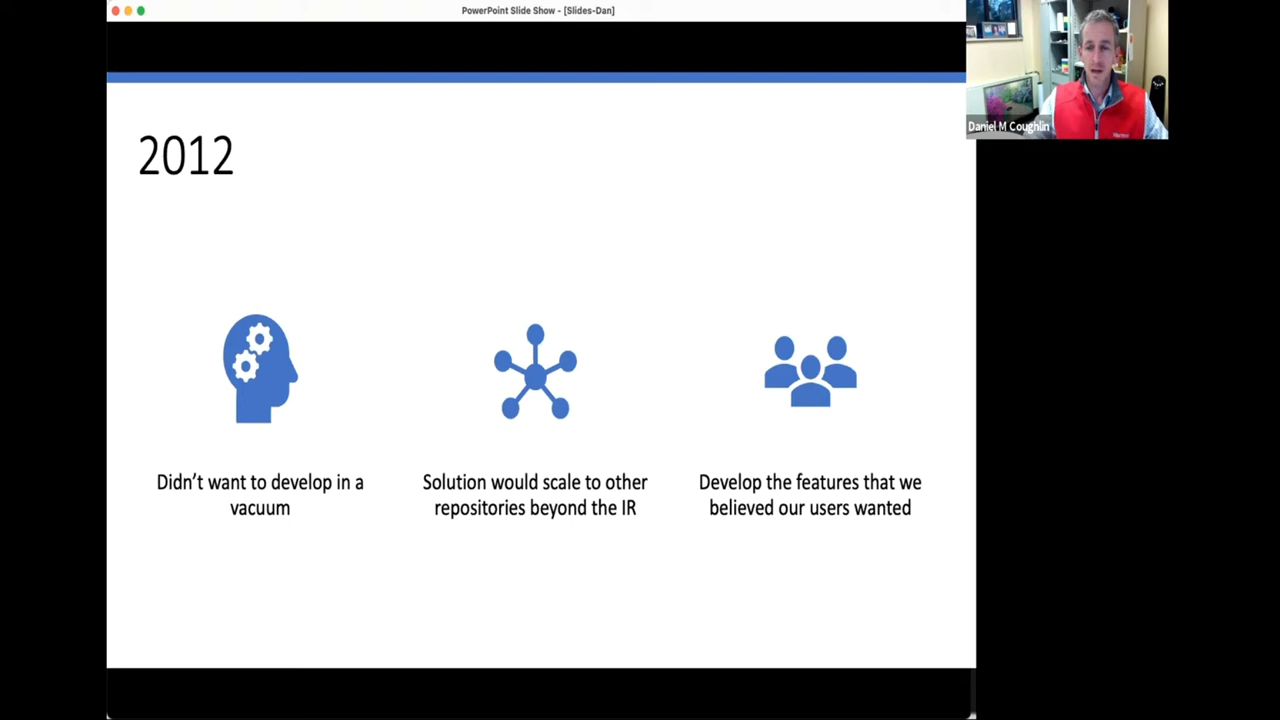 PowerPoint Slide Show - [Slides-Dan]
Daniel M Coughlin
2012
Didn't want to develop in a
vacuum
Solution would scale to other
repositories beyond the IR
Develop the features that we
believed our users wanted